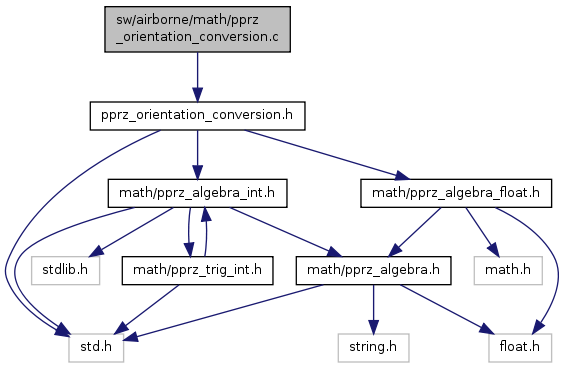 sw/airborne/math/pprz
_orientation_conversion.c
pprz_orientation_conversion.h
math/pprz_algebra_int.h
math/pprz_algebra_float.h
stdlib.h
math/pprz_trig_int.h
math/pprz_algebra.h
math.h
std.h
string.h
float.h